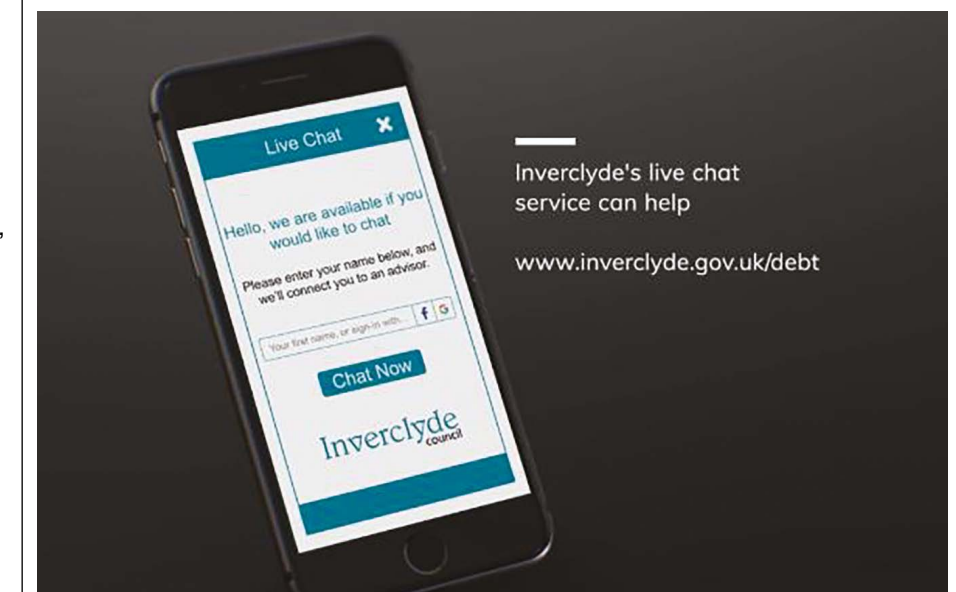 Live Chat
Hello, we are available if you
would like to chat
Please enter your name below, and
we'll connect you to an advisor.
Your first name, or sign-in with...
f G
Chat Now
Inverclyde
council
Inverclyde's live chat
service can help
www.inverclyde.gov.uk/debt
,